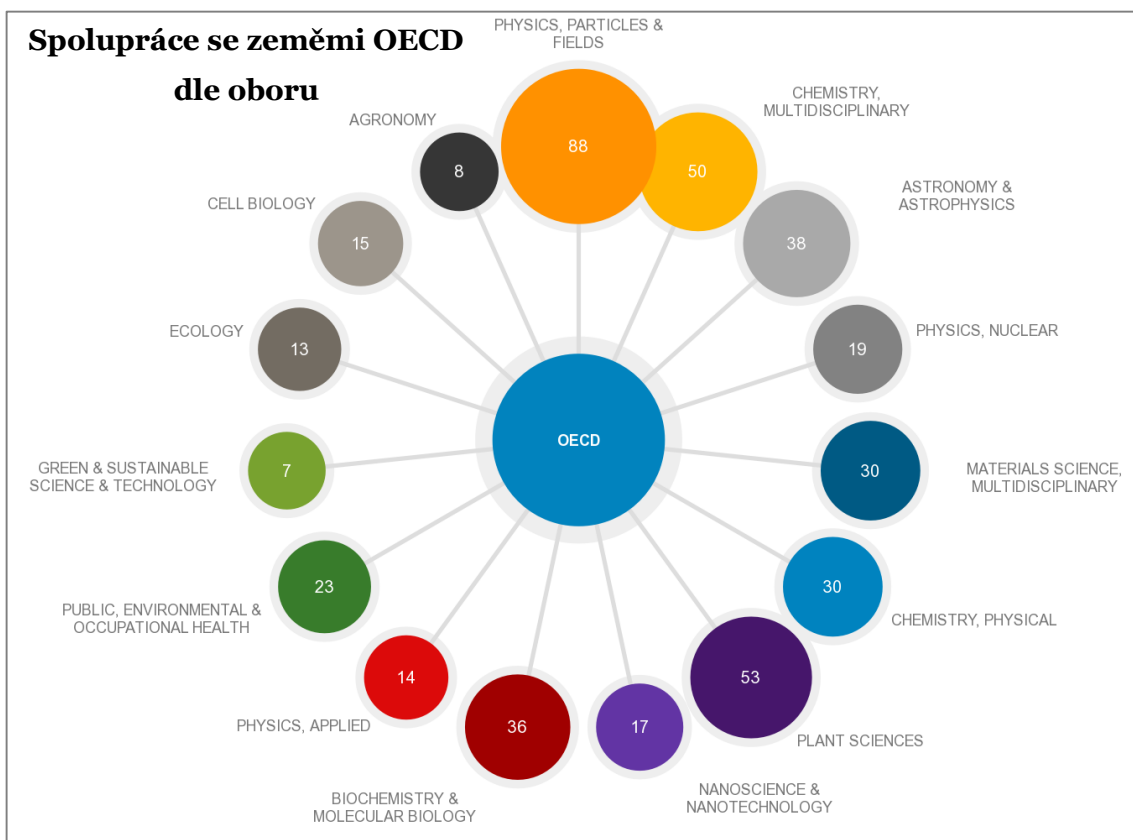 Spolupráce se zeměmi OECD
dle oboru
PHYSICS, PARTICLES &
FIELDS
88
CHEMISTRY,
MULTIDISCIPLINARY
50
ASTRONOMY &
ASTROPHYSICS
38
PHYSICS, NUCLEAR
19
MATERIALS SCIENCE,
MULTIDISCIPLINARY
30
CHEMISTRY, PHYSICAL
30
PLANT SCIENCES
53
NANOSCIENCE &
NANOTECHNOLOGY
17
BIOCHEMISTRY &
MOLECULAR BIOLOGY
36
PHYSICS, APPLIED
14
PUBLIC, ENVIRONMENTAL &
OCCUPATIONAL HEALTH
23
GREEN & SUSTAINABLE
SCIENCE & TECHNOLOGY
7
ECOLOGY
13
CELL BIOLOGY
15
AGRONOMY
8
OECD